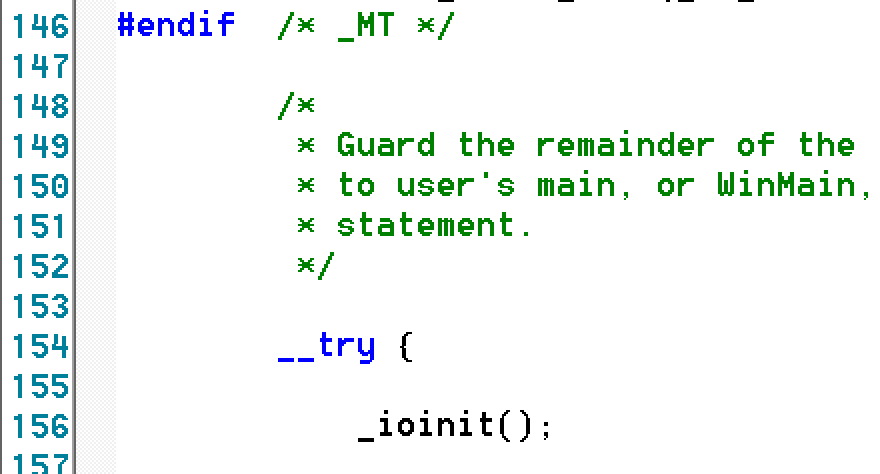 146 #endif /* _MT */
147
148 /*
149 * Guard the remainder of the
150 * to user's main, or WinMain,
151 * statement.
152 */
153
154 __try {
155
156 _ioinit();
157